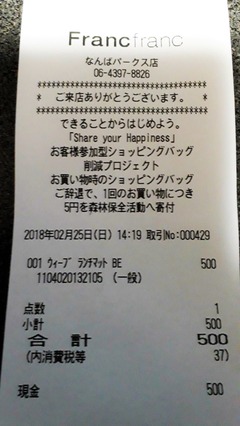 Francfranc
なんばパークス店
06-4397-8826
************************************
* ご来店ありがとうございます。 *
************************************
できることからはじめよう。
「Share your Happiness」
お客様参加型ショッピングバッグ
削減プロジェクト
お買い物時のショッピングバッグ
ご辞退で、1回のお買い物につき
5円を森林保全活動へ寄付
2018年02月25日(日) 14:19 取引No:000429
001 ウィーブ ランチマット BE 500
1104020132105 (一般)
点数 1
小計 500
合計 500
(内消費税等 37)
現金 500